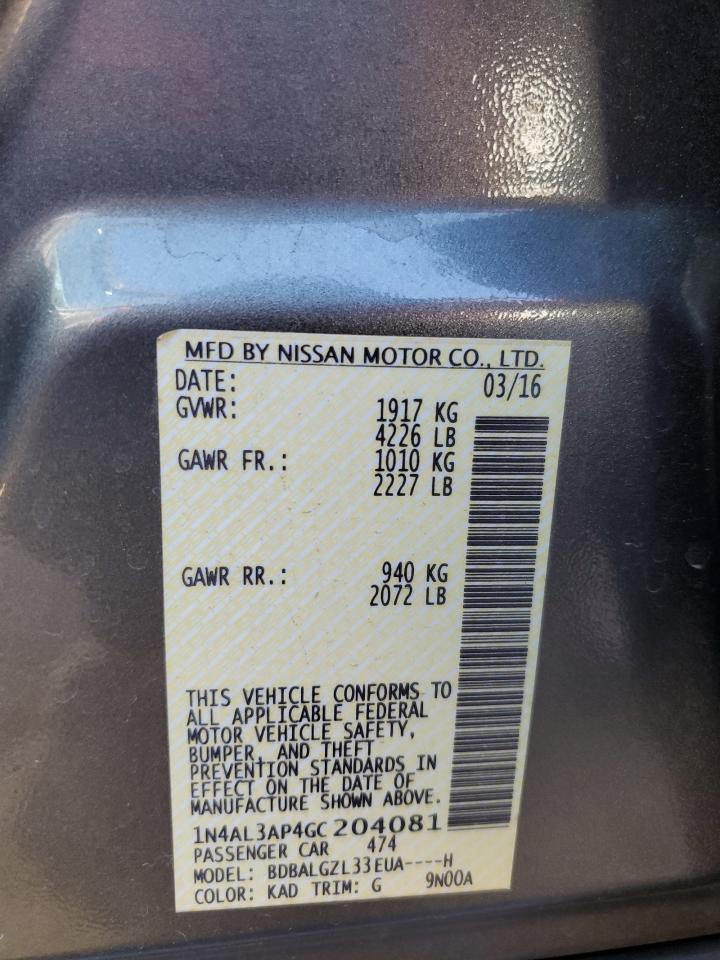 MFD BY NISSAN MOTOR CO., LTD.
DATE: 03/16
GVWR: 1917 KG
4226 LB
GAWR FR.: 1010 KG
2227 LB
GAWR RR.: 940 KG
2072 LB
THIS VEHICLE CONFORMS TO
ALL APPLICABLE FEDERAL
MOTOR VEHICLE SAFETY,
BUMPER, AND THEFT
PREVENTION STANDARDS IN
EFFECT ON THE DATE OF
MANUFACTURE SHOWN ABOVE.
1N4AL3AP4GC204081
PASSENGER CAR 474
MODEL: BDBALGZL33EUA----H
COLOR: KAD TRIM: G 9N00A